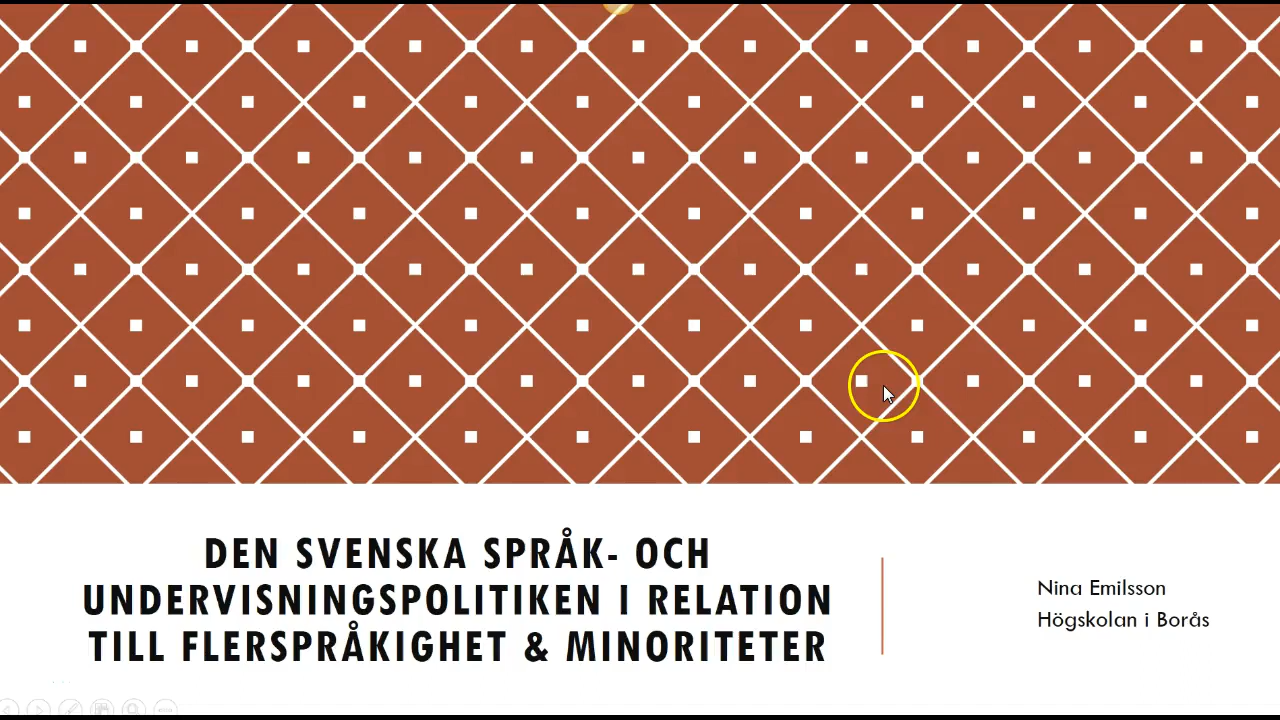 DEN SVENSKA SPRÅK- OCH
UNDERVISNINGSPOLITIKEN I RELATION
TILL FLERSPRÅKIGHET & MINORITETER
Nina Emilsson
Högskolan i Borås